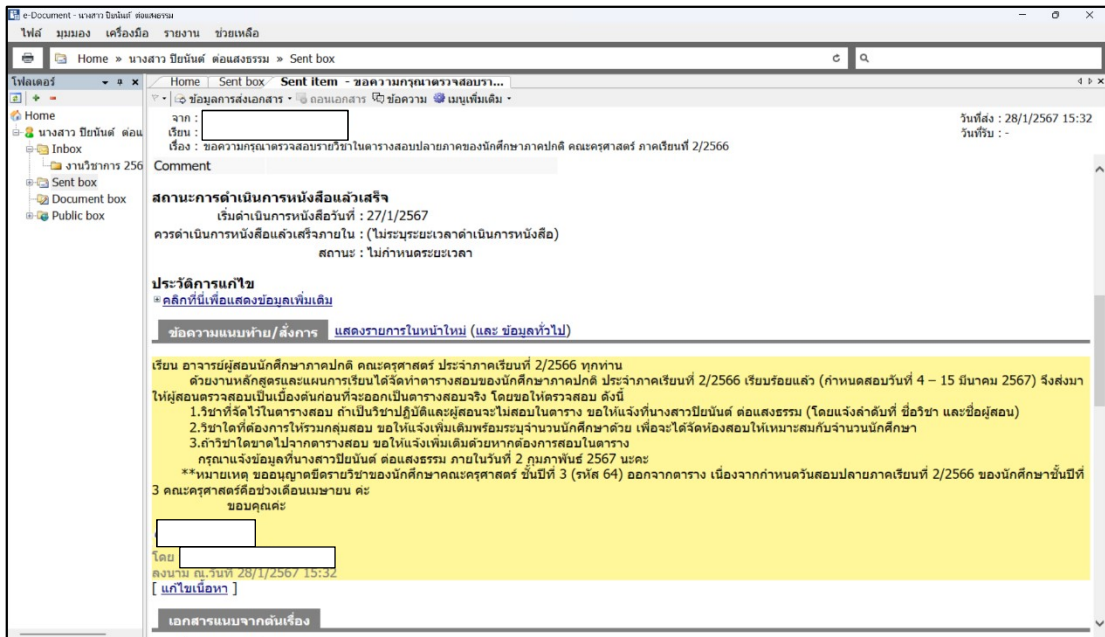 e-Document - นางสาว ปิยนันต์ ต่อแสงธรรม
ไฟล์ มุมมอง เครื่องมือ รายงาน ช่วยเหลือ
Home » นางสาว ปิยนันต์ ต่อแสงธรรม » Sent box
โฟลเดอร์
Home
นางสาว ปิยนันต์ ต่อแ
Inbox
งานวิชาการ 256
Sent box
Document box
Public box
Home Sent box Sent item - ขอความกรุณาตรวจสอบรา...
ข้อมูลการส่งเอกสาร ถอนเอกสาร ข้อความ เมนูเพิ่มเติม
จาก :
วันที่ส่ง : 28/1/2567 15:32
เรียน :
วันที่รับ : -
เรื่อง : ขอความกรุณาตรวจสอบรายวิชาในตารางสอบปลายภาคของนักศึกษาภาคปกติ คณะครุศาสตร์ ภาคเรียนที่ 2/2566
Comment
สถานะการดำเนินการหนังสือแล้วเสร็จ
เริ่มดำเนินการหนังสือวันที่ : 27/1/2567
ควรดำเนินการหนังสือแล้วเสร็จภายใน : (ไม่ระบุระยะเวลาดำเนินการหนังสือ)
สถานะ : ไม่กำหนดระยะเวลา
ประวัติการแก้ไข
คลิกที่นี่เพื่อแสดงข้อมูลเพิ่มเติม
ข้อความแนบท้าย/สั่งการ แสดงรายการในหน้าใหม่ (และ ข้อมูลทั่วไป)
เรียน อาจารย์ผู้สอนนักศึกษาภาคปกติ คณะครุศาสตร์ ประจำภาคเรียนที่ 2/2566 ทุกท่าน
ด้วยงานหลักสูตรและแผนการเรียนได้จัดทำตารางสอบของนักศึกษาภาคปกติ ประจำภาคเรียนที่ 2/2566 เรียบร้อยแล้ว (กำหนดสอบวันที่ 4 – 15 มีนาคม 2567) จึงส่งมา
ให้ผู้สอนตรวจสอบเป็นเบื้องต้นก่อนที่จะออกเป็นตารางสอบจริง โดยขอให้ตรวจสอบ ดังนี้
1.วิชาที่จัดไว้ในตารางสอบ ถ้าเป็นวิชาปฏิบัติและผู้สอนจะไม่สอบในตาราง ขอให้แจ้งที่นางสาวปิยนันต์ ต่อแสงธรรม (โดยแจ้งลำดับที่ ชื่อวิชา และชื่อผู้สอน)
2.วิชาใดที่ต้องการให้รวมกลุ่มสอบ ขอให้แจ้งเพิ่มเติมพร้อมระบุจำนวนนักศึกษาด้วย เพื่อจะได้จัดห้องสอบให้เหมาะสมกับจำนวนนักศึกษา
3.ถ้าวิชาใดขาดไปจากตารางสอบ ขอให้แจ้งเพิ่มเติมด้วยหากต้องการสอบในตาราง
กรุณาแจ้งข้อมูลที่นางสาวปิยนันต์ ต่อแสงธรรม ภายในวันที่ 2 กุมภาพันธ์ 2567 นะคะ
**หมายเหตุ ขออนุญาตขีดรายวิชาของนักศึกษาคณะครุศาสตร์ ชั้นปีที่ 3 (รหัส 64) ออกจากตาราง เนื่องจากกำหนดวันสอบปลายภาคเรียนที่ 2/2566 ของนักศึกษาชั้นปีที่
3 คณะครุศาสตร์คือช่วงเดือนเมษายน ค่ะ
ขอบคุณค่ะ
โดย
ลงนาม ณ.วันที่ 28/1/2567 15:32
[ แก้ไขเนื้อหา ]
เอกสารแนบจากต้นเรื่อง